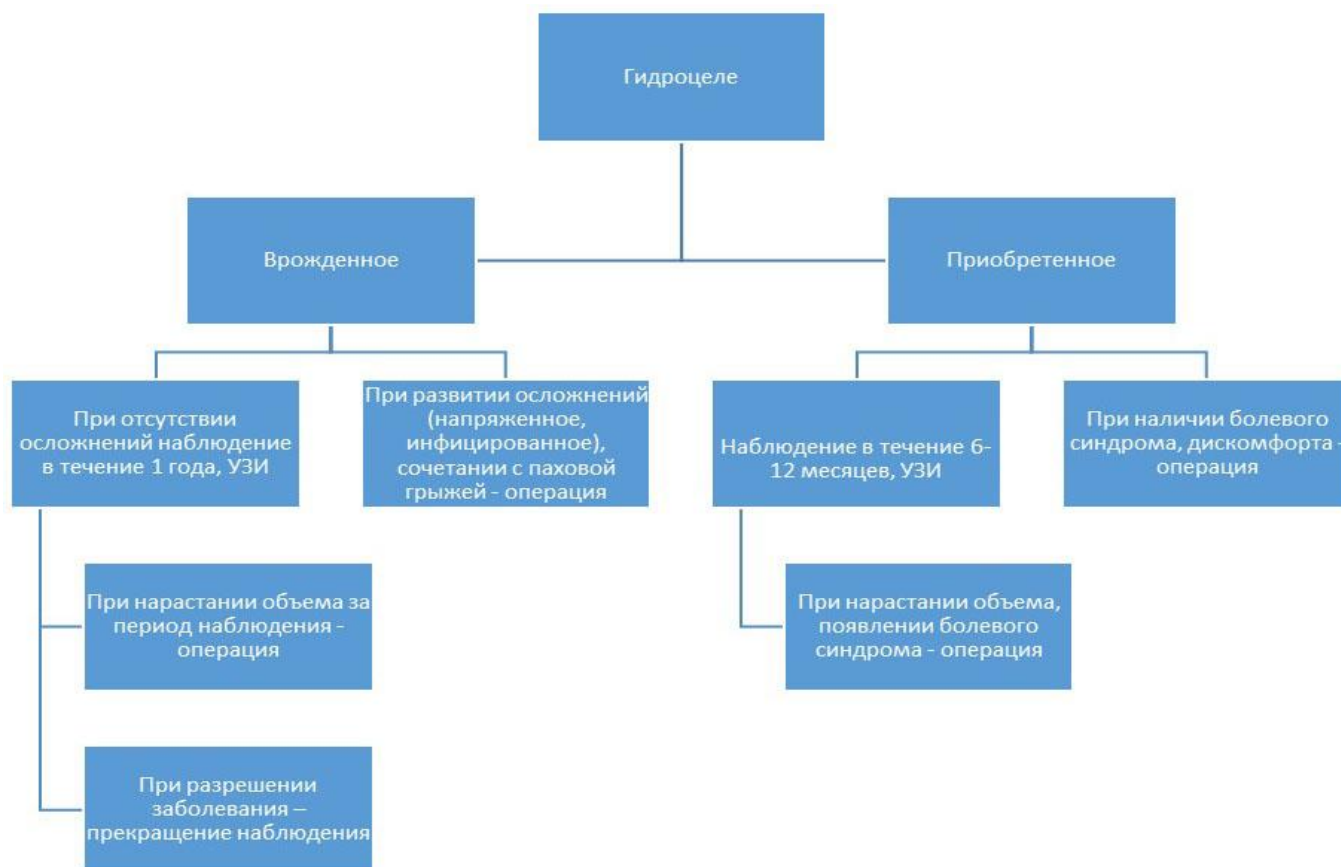 Гидроцеле
Врожденное
Приобретенное
При отсутствии
осложнений наблюдение
в течение 1 года, УЗИ
При развитии осложнений
(напряженное,
инфицированное),
сочетании с паховой
грыжей - операция
Наблюдение в течение 6-
12 месяцев, УЗИ
При наличии болевого
синдрома, дискомфорта -
операция
При нарастании объема за
период наблюдения -
операция
При нарастании объема,
появлении болевого
синдрома - операция
При разрешении
заболевания –
прекращение наблюдения